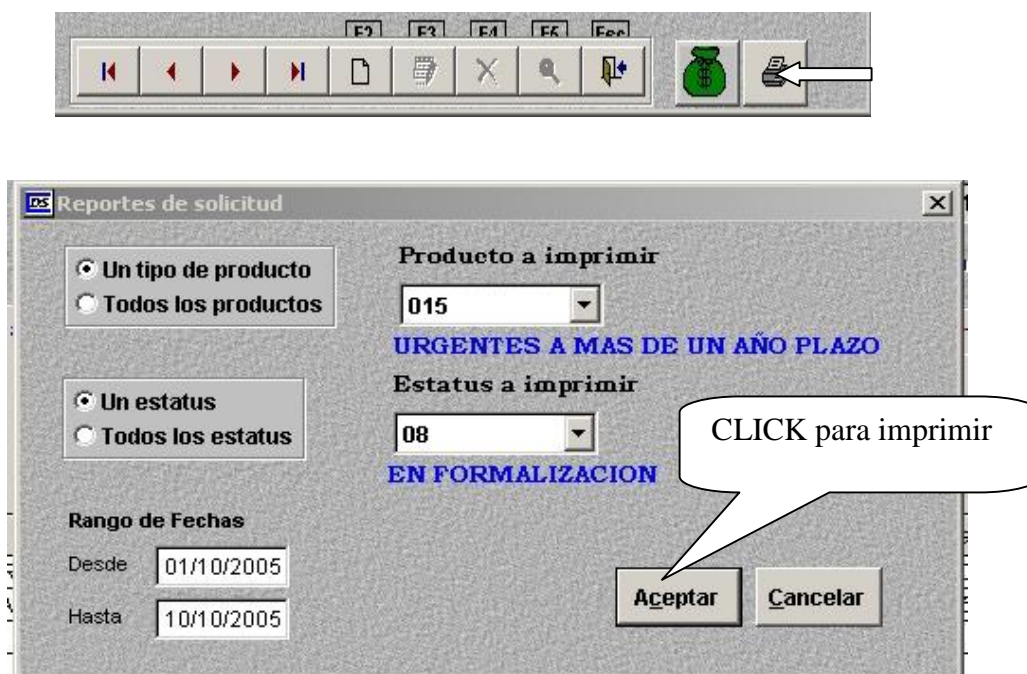 F2 F3 F4 F5 Esc
DS Reportes de solicitud
Un tipo de producto
Todos los productos
Producto a imprimir
015
URGENTES A MAS DE UN AÑO PLAZO
Un estatus
Todos los estatus
Estatus a imprimir
08
EN FORMALIZACION
CLICK para imprimir
Rango de Fechas
Desde 01/10/2005
Hasta 10/10/2005
Aceptar Cancelar